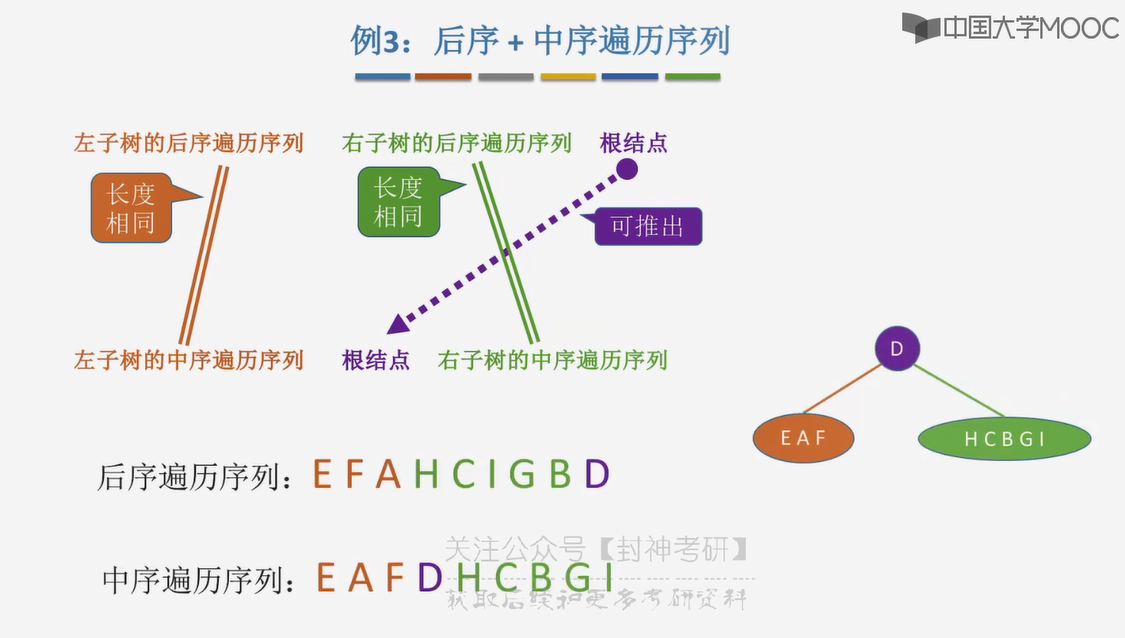 中国大学MOOC
例3：后序 + 中序遍历序列
左子树的后序遍历序列 右子树的后序遍历序列 根结点
长度
相同
长度
相同
可推出
左子树的中序遍历序列 根结点 右子树的中序遍历序列
D
E A F
H C B G I
后序遍历序列：E F A H C I G B D
关注公众号【封神考研】
中序遍历序列：E A F D H C B G I
获取后续和更多考研资料